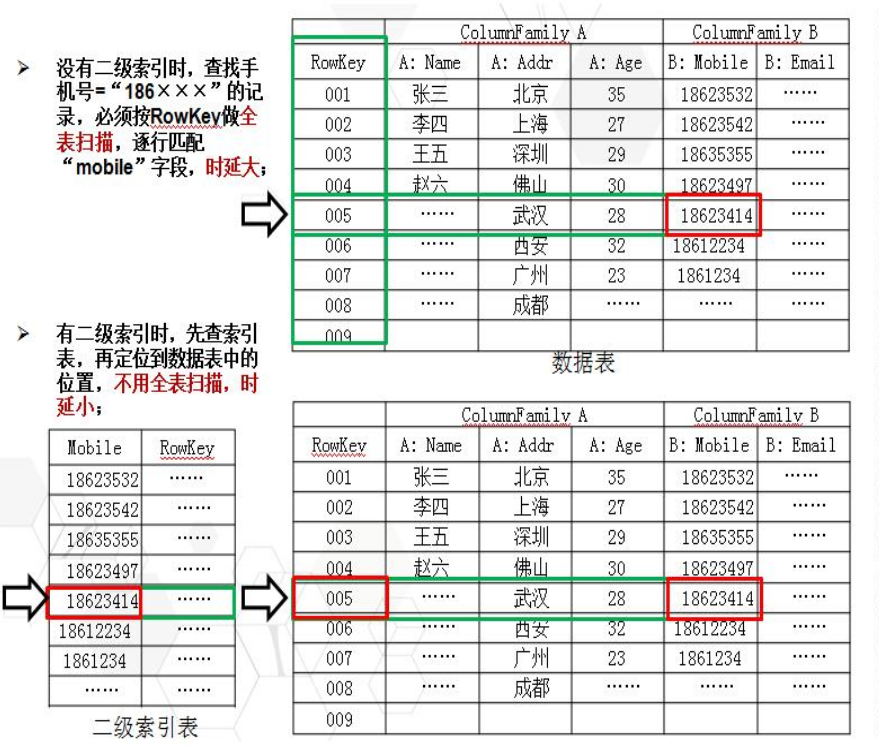 ➢ 没有二级索引时，查找手
机号=“186×××”的记
录，必须按RowKey做全
表扫描，逐行匹配
“mobile”字段，时延大；
ColumnFamily A ColumnFamily B
RowKey A: Name A: Addr A: Age B: Mobile B: Email
001 张三 北京 35 18623532 ……
002 李四 上海 27 18623542 ……
003 王五 深圳 29 18635355 ……
004 赵六 佛山 30 18623497 ……
005 …… 武汉 28 18623414 ……
006 …… 西安 32 18612234 ……
007 …… 广州 23 1861234 ……
008 …… 成都 …… …… ……
009
数据表
➢ 有二级索引时，先查索引
表，再定位到数据表中的
位置，不用全表扫描，时
延小；
Mobile RowKey
18623532 ……
18623542 ……
18635355 ……
18623497 ……
18623414 ……
18612234 ……
1861234 ……
…… ……
二级索引表
ColumnFamily A ColumnFamily B
RowKey A: Name A: Addr A: Age B: Mobile B: Email
001 张三 北京 35 18623532 ……
002 李四 上海 27 18623542 ……
003 王五 深圳 29 18635355 ……
004 赵六 佛山 30 18623497 ……
005 …… 武汉 28 18623414 ……
006 …… 西安 32 18612234 ……
007 …… 广州 23 1861234 ……
008 …… 成都 …… …… ……
009